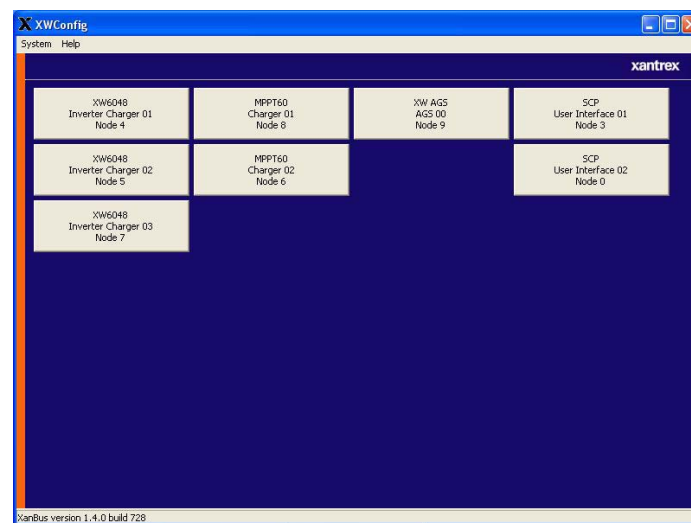 XWConfig
System Help
xantrex
XW6048
Inverter Charger 01
Node 4
MPPT60
Charger 01
Node 8
XW AGS
AGS 00
Node 9
SCP
User Interface 01
Node 3
XW6048
Inverter Charger 02
Node 5
MPPT60
Charger 02
Node 6
SCP
User Interface 02
Node 0
XW6048
Inverter Charger 03
Node 7
XanBus version 1.4.0 build 728